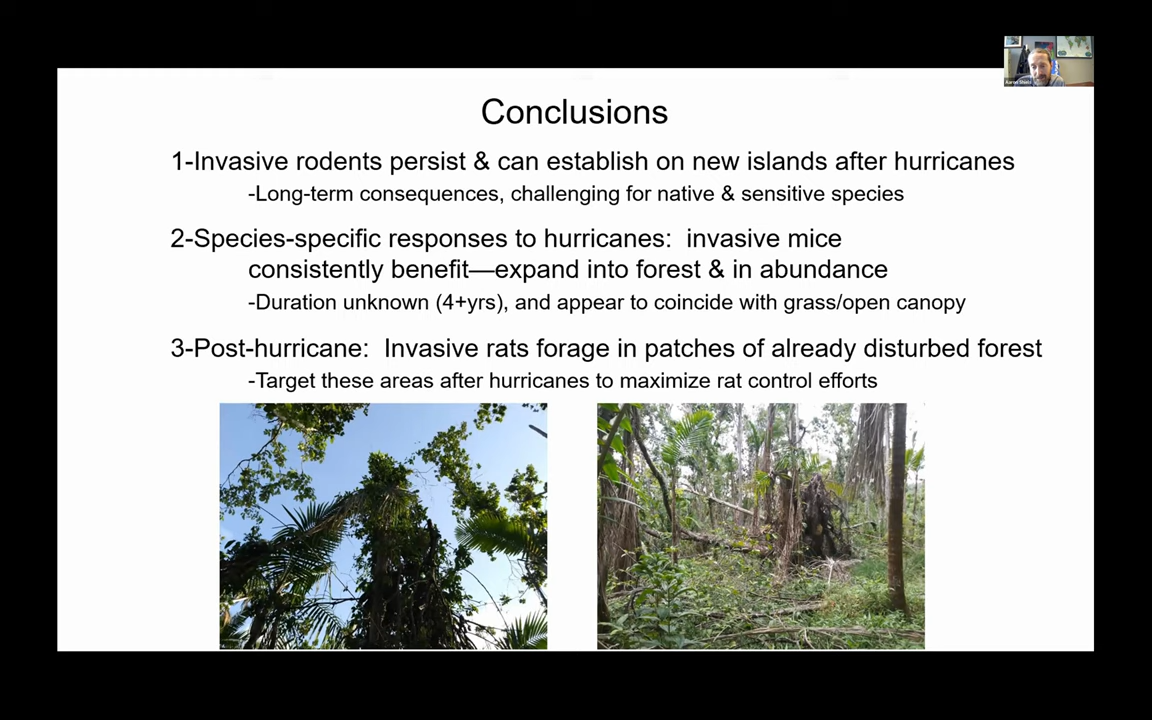 Conclusions
1-Invasive rodents persist & can establish on new islands after hurricanes
-Long-term consequences, challenging for native & sensitive species
2-Species-specific responses to hurricanes:  invasive mice
consistently benefit—expand into forest & in abundance
-Duration unknown (4+yrs), and appear to coincide with grass/open canopy
3-Post-hurricane:  Invasive rats forage in patches of already disturbed forest
-Target these areas after hurricanes to maximize rat control efforts